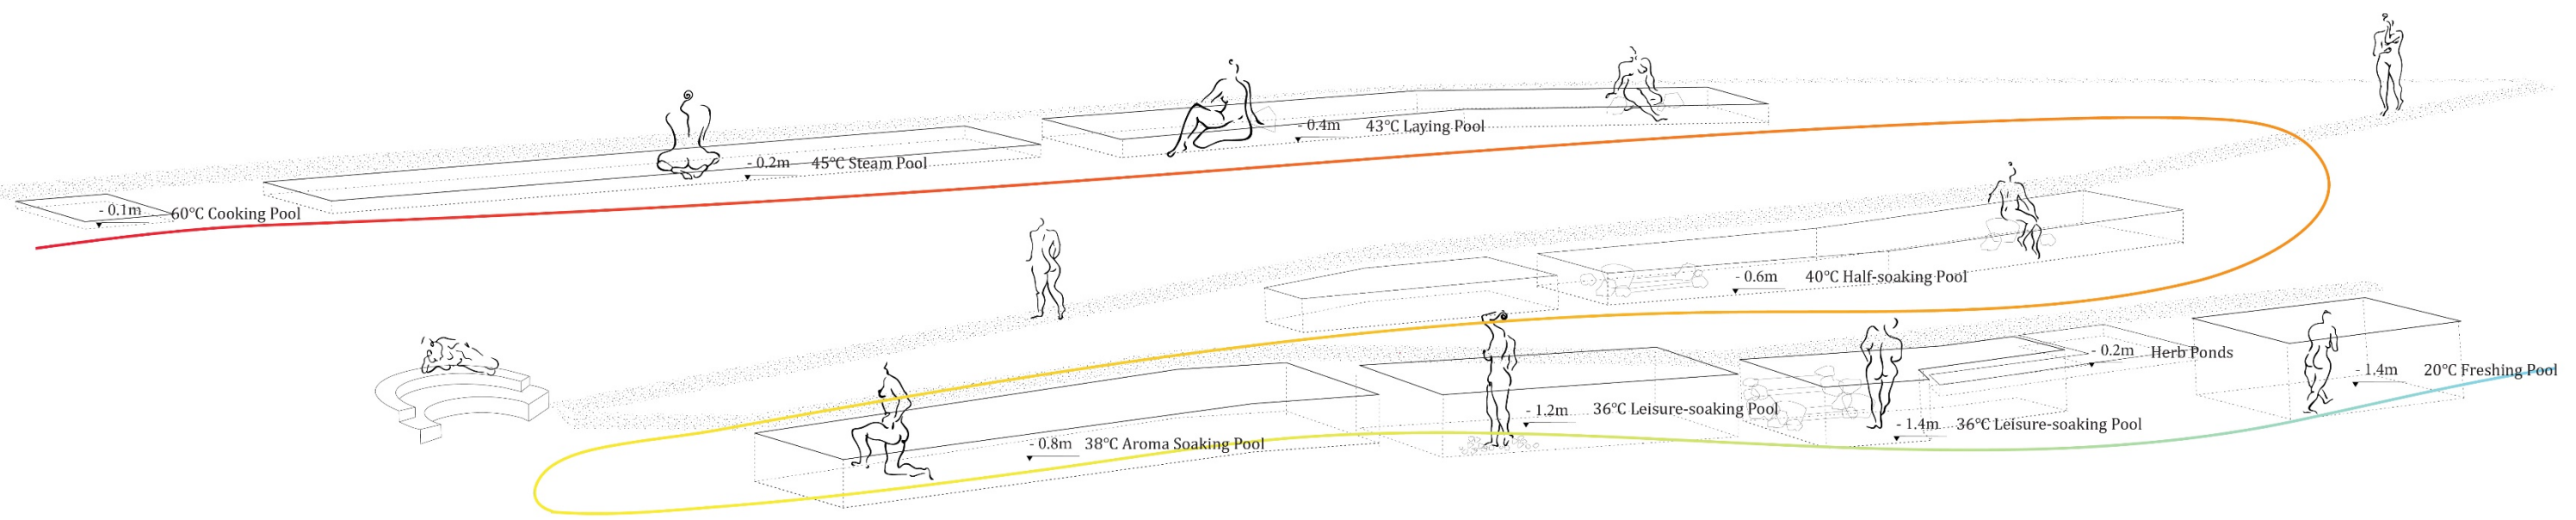 - 0.4m 43°C Laying Pool
- 0.2m 45°C Steam Pool
- 0.1m 60°C Cooking Pool
- 0.6m 40°C Half-soaking Pool
- 0.2m Herb Ponds
- 1.4m 20°C Freshing Pool
- 1.2m 36°C Leisure-soaking Pool
- 1.4m 36°C Leisure-soaking Pool
- 0.8m 38°C Aroma Soaking Pool